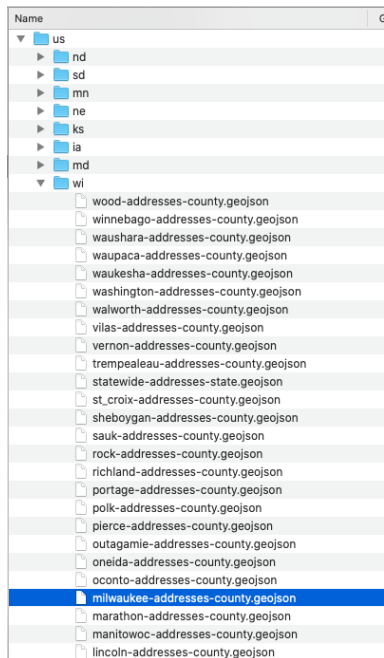 Name
us
nd
sd
mn
ne
ks
ia
md
wi
wood-addresses-county.geojson
winnebago-addresses-county.geojson
waushara-addresses-county.geojson
waupaca-addresses-county.geojson
waukesha-addresses-county.geojson
washington-addresses-county.geojson
walworth-addresses-county.geojson
vilas-addresses-county.geojson
vernon-addresses-county.geojson
trempealeau-addresses-county.geojson
statewide-addresses-state.geojson
st_croix-addresses-county.geojson
sheboygan-addresses-county.geojson
sauk-addresses-county.geojson
rock-addresses-county.geojson
richland-addresses-county.geojson
portage-addresses-county.geojson
polk-addresses-county.geojson
pierce-addresses-county.geojson
outagamie-addresses-county.geojson
oneida-addresses-county.geojson
oconto-addresses-county.geojson
milwaukee-addresses-county.geojson
marathon-addresses-county.geojson
manitowoc-addresses-county.geojson
lincoln-addresses-county.geojson